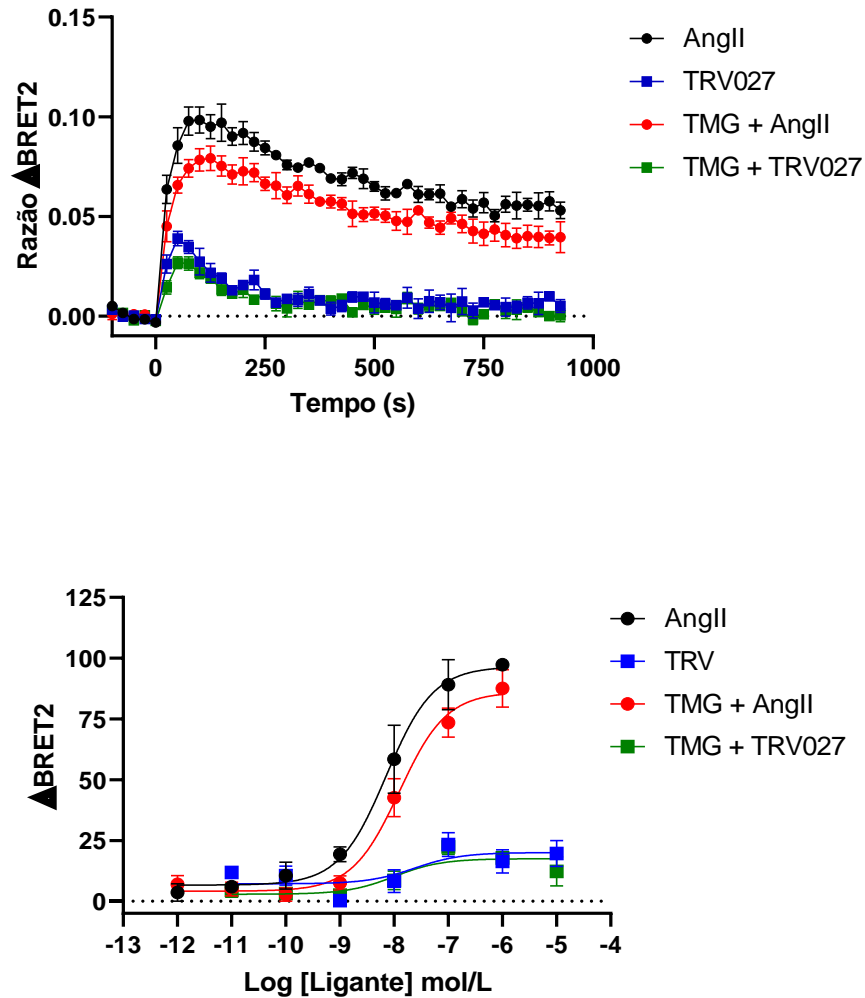 0.15
0.10
0.05
0.00
Razão ▲BRET2
0
250
500
750
1000
Tempo (s)
AngII
TRV027
TMG + AngII
TMG + TRV027
125
100
75
50
25
0
▲BRET2
-13
-12
-11
-10
-9
-8
-7
-6
-5
-4
Log [Ligante] mol/L
AngII
TRV
TMG + AngII
TMG + TRV027